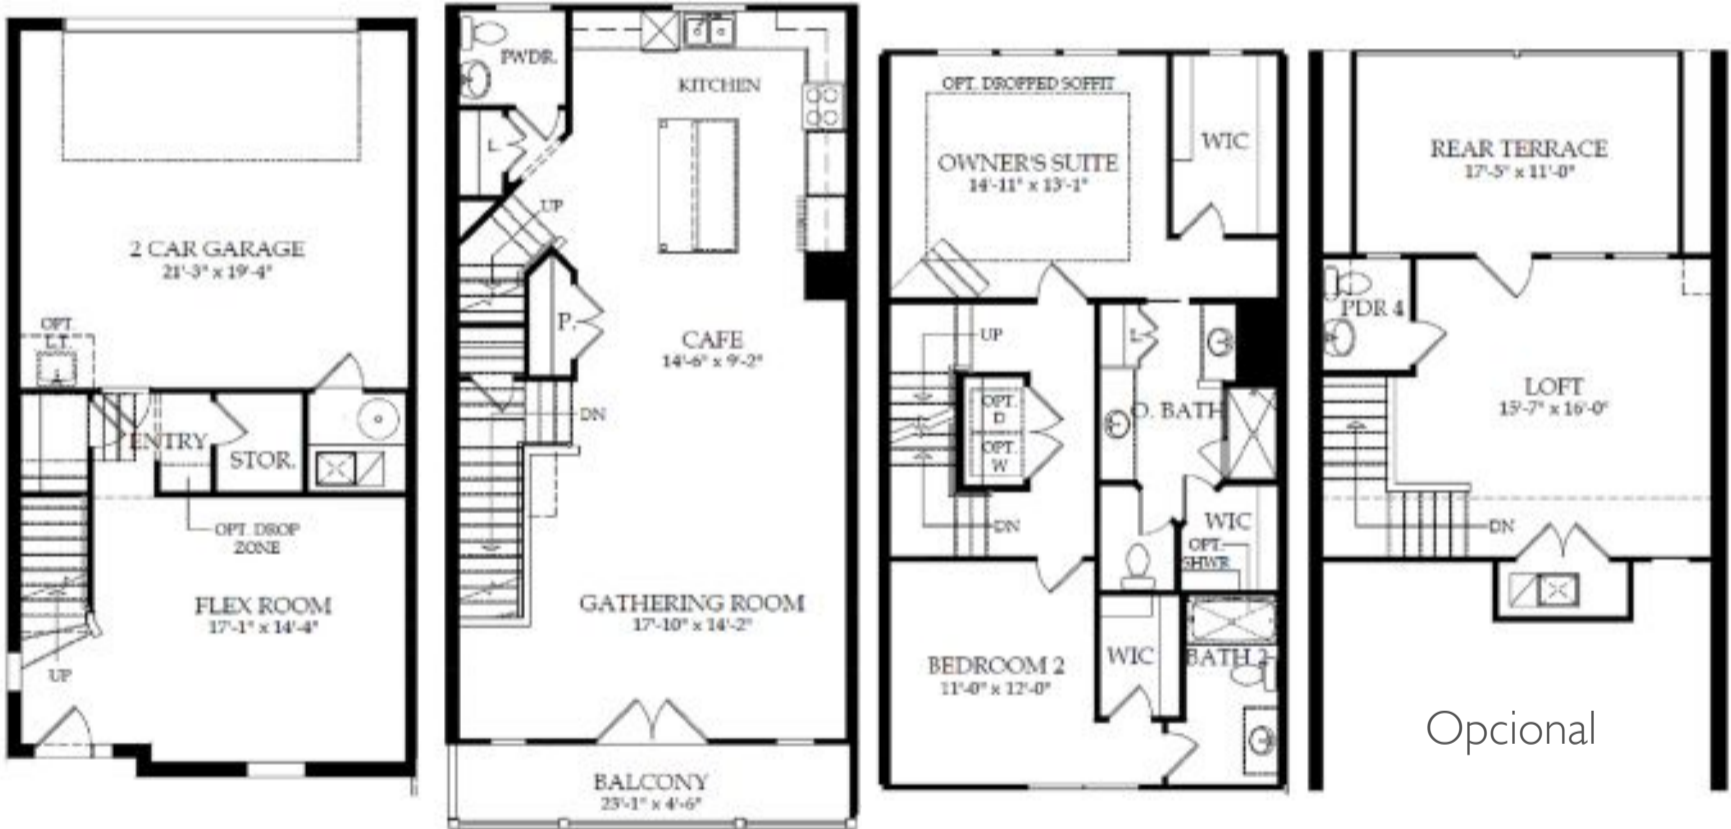 2 CAR GARAGE
21'-3" x 19'-4"
OPT.
L.T.
ENTRY
STOR.
OPT. DROP
ZONE
FLEX ROOM
17'-1" x 14'-4"
UP
PWDR.
KITCHEN
L.
UP
P.
CAFE
14'-6" x 9'-2"
DN
GATHERING ROOM
17'-10" x 14'-2"
BALCONY
23'-1" x 4'-6"
OPT. DROPPED SOFFIT
OWNER'S SUITE
14'-11" x 13'-1"
WIC
UP
L.
OPT.
D
OPT.
W
O. BATH
DN
WIC
OPT.
SHWR
BEDROOM 2
11'-0" x 12'-0"
WIC
BATH 2
REAR TERRACE
17'-5" x 11'-0"
PDR 4
LOFT
15'-7" x 16'-0"
DN
Opcional